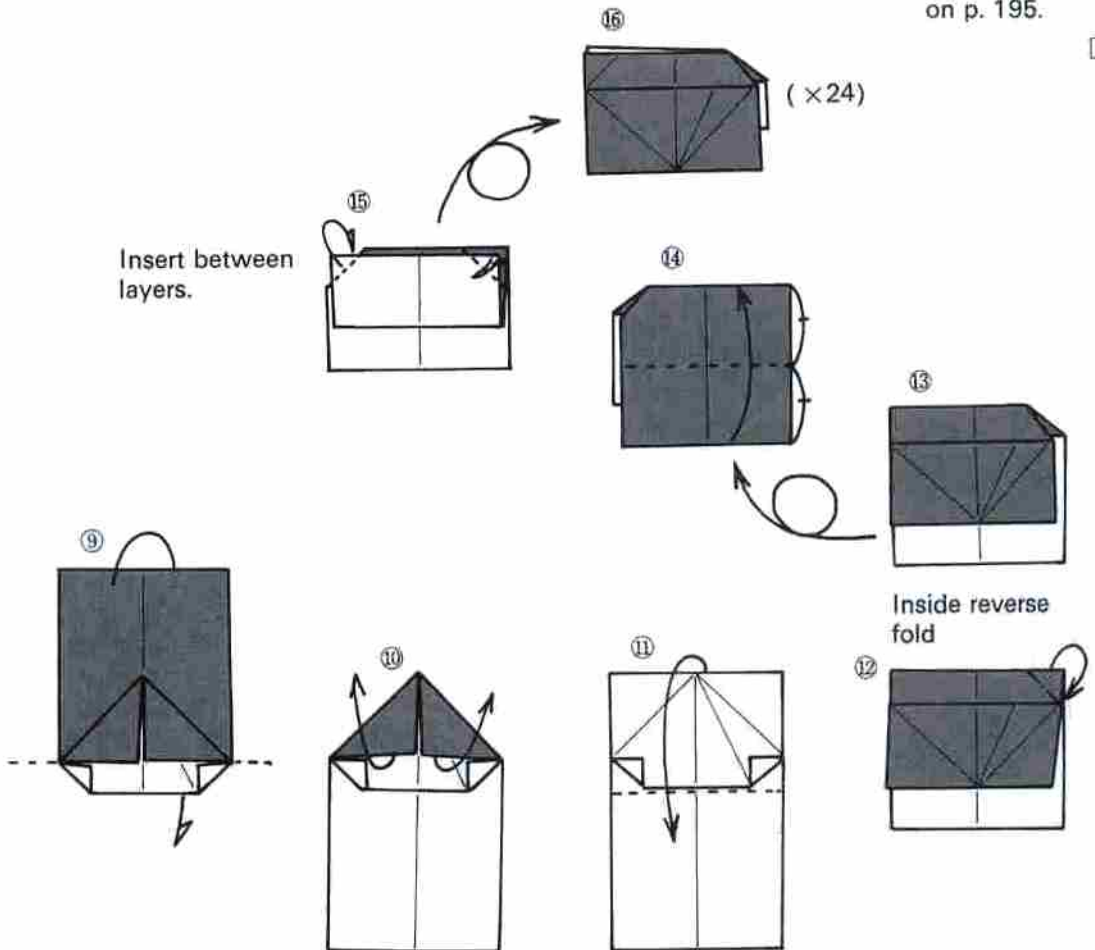 on p. 195.
⑯
( ×24)
⑮
Insert between
layers.
⑭
⑬
⑨
⑩
⑪
Inside reverse
fold
⑫